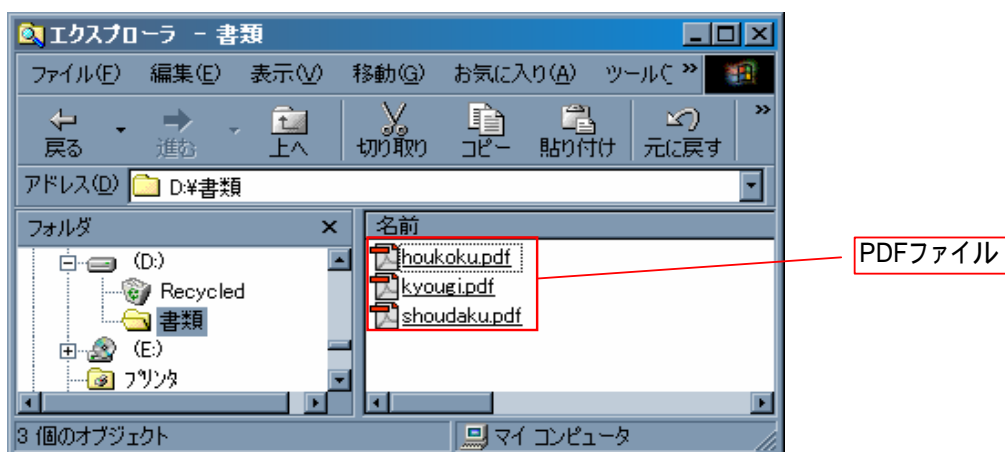 エクスプローラ - 書類
ファイル(F) 編集(E) 表示(V) 移動(G) お気に入り(A) ツール( »
戻る 進む 上へ 切り取り コピー 貼り付け 元に戻す »
アドレス(D) D:¥書類
フォルダ × 名前
(D:) houkoku.pdf
PDFファイル
Recycled kyougi.pdf
書類 shoudaku.pdf
(E:)
プリンタ
3 個のオブジェクト マイ コンピュータ